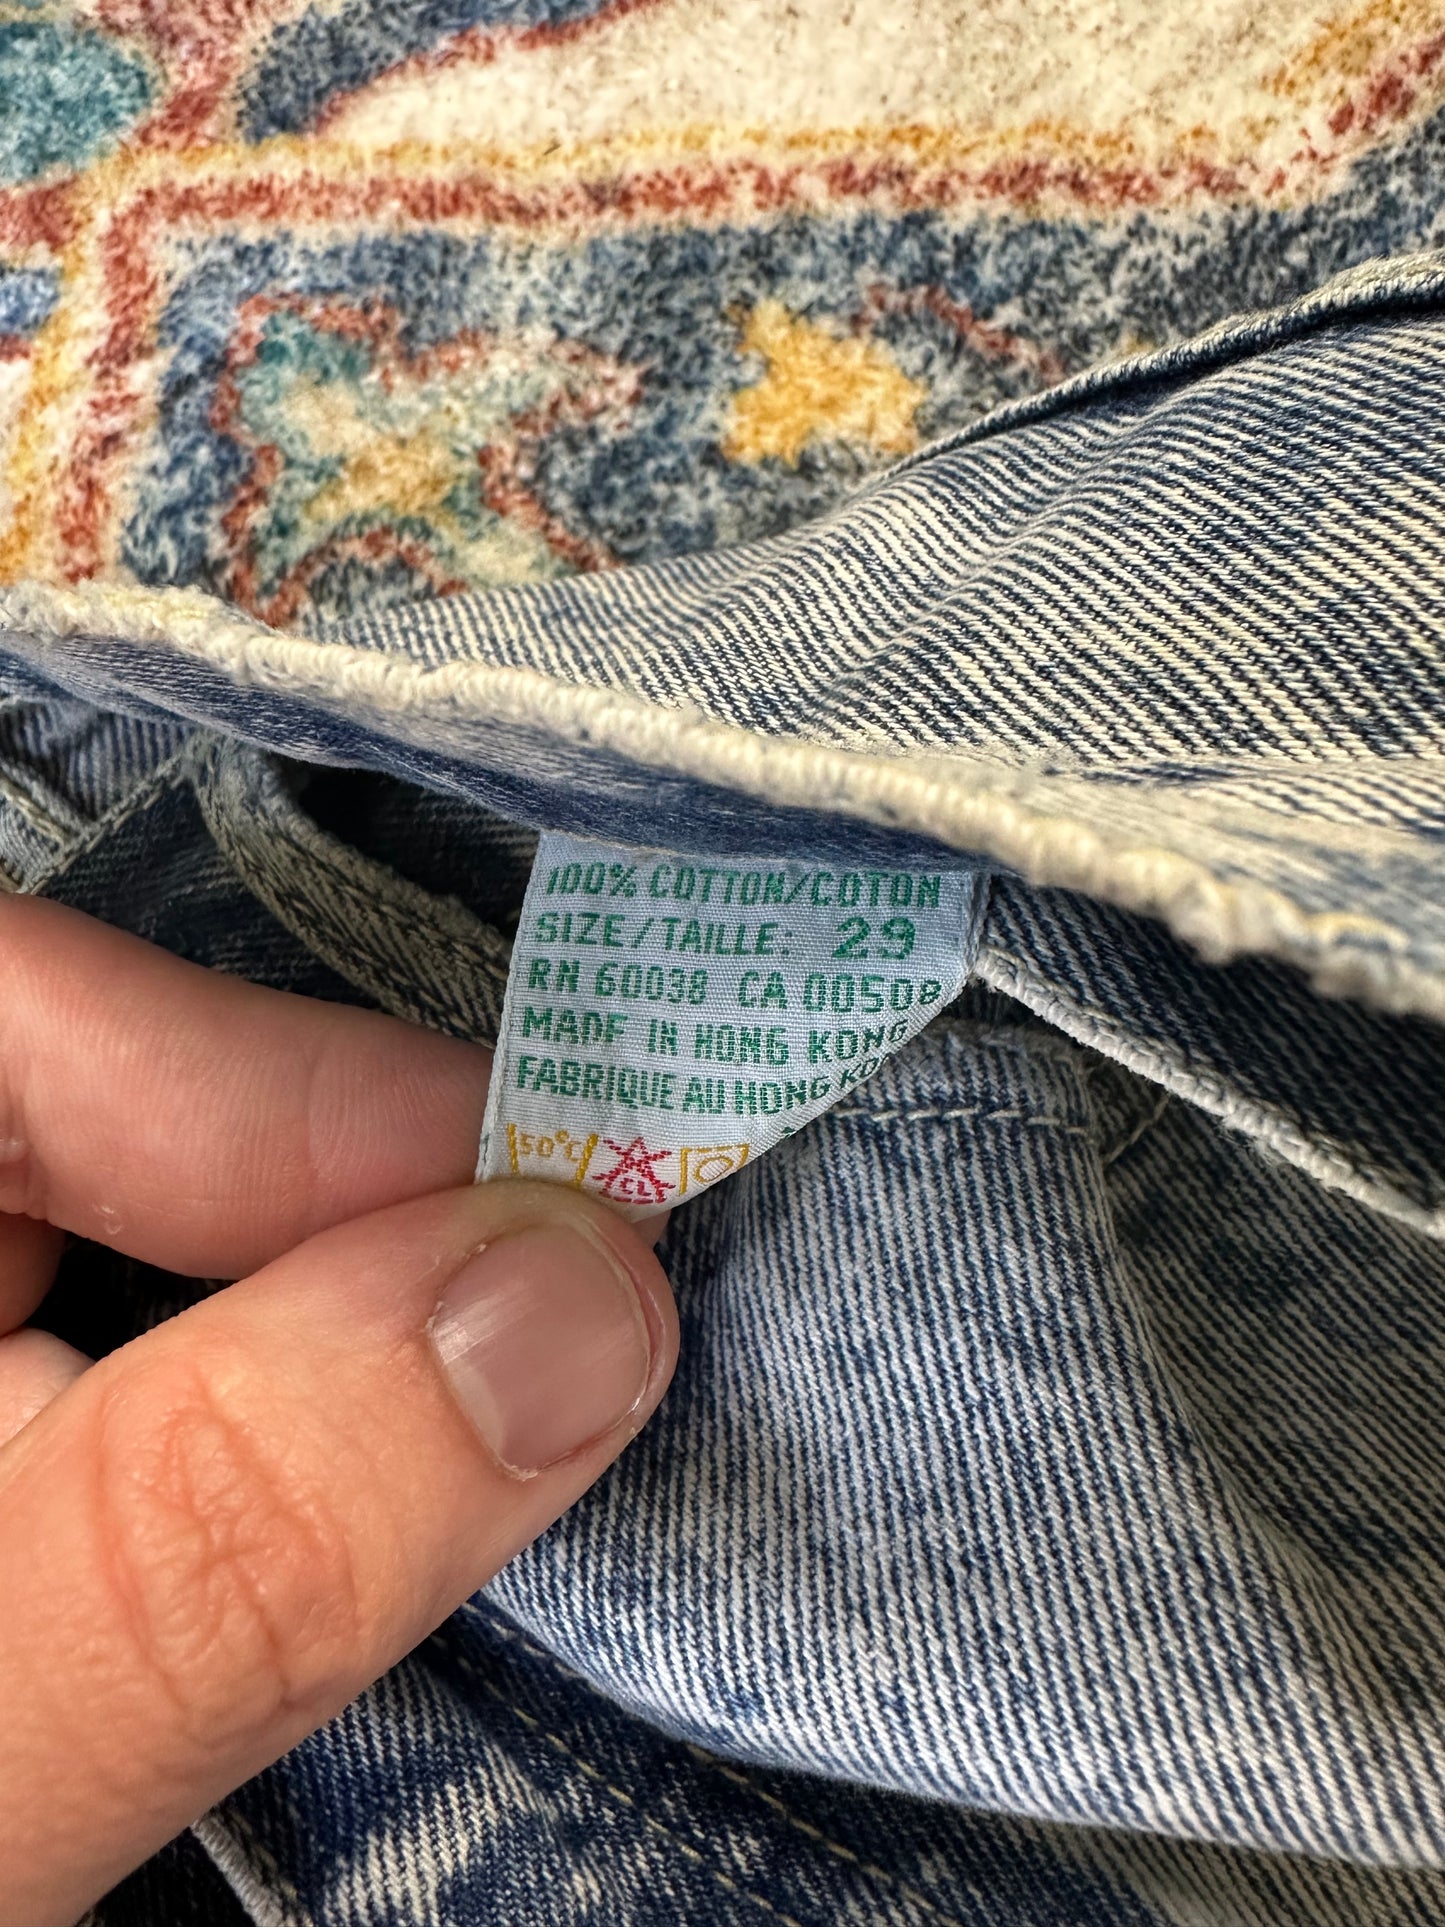 100% COTTON/COTON
SIZE/TAILLE: 29
RN 60038 CA 00508
MADE IN HONG KONG
FABRIQUE AU HONG KO
50°C
CL